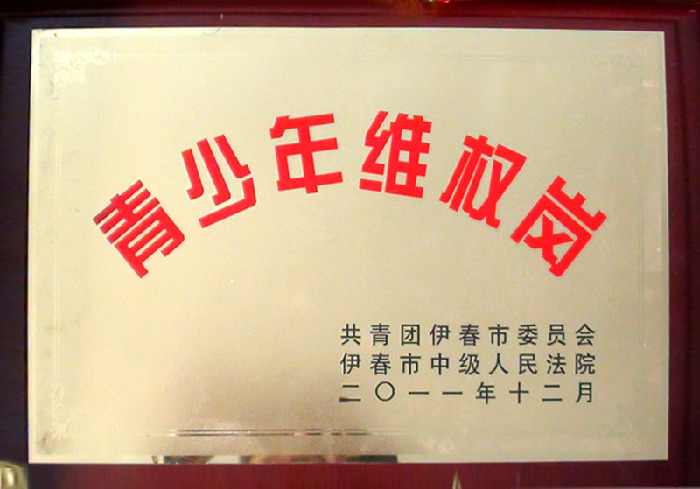 青少年维权岗
共青团伊春市委员会
伊春市中级人民法院
二〇一一年十二月